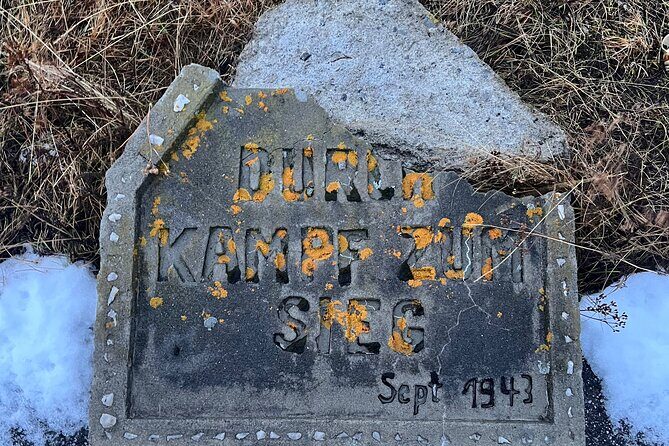 DURCH
KAMPF ZUM
SIEG
Sept 1943